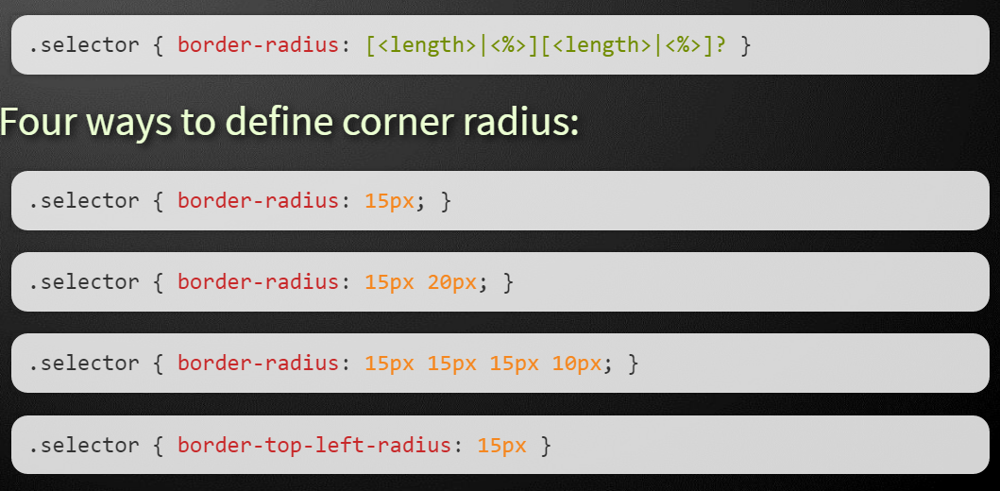 .selector { border-radius: [<length>|<%>][<length>|<%>]? }
Four ways to define corner radius:
.selector { border-radius: 15px; }
.selector { border-radius: 15px 20px; }
.selector { border-radius: 15px 15px 15px 10px; }
.selector { border-top-left-radius: 15px }